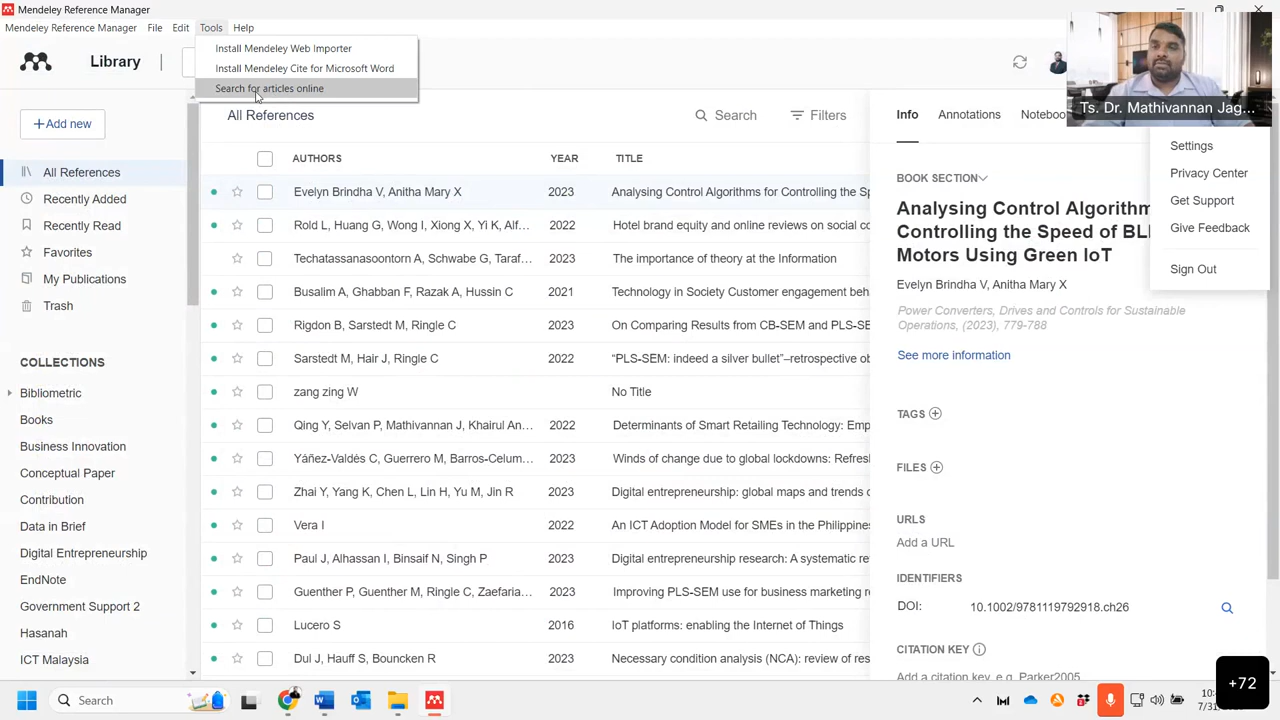 Mendeley Reference Manager
Mendeley Reference Manager File Edit Tools Help
Install Mendeley Web Importer
Install Mendeley Cite for Microsoft Word
Search for articles online
Library
Ts. Dr. Mathivannan Jag...
Settings
Privacy Center
Get Support
Give Feedback
Sign Out
+Add new
All References
Recently Added
Recently Read
Favorites
My Publications
Trash
COLLECTIONS
Bibliometric
Books
Business Innovation
Conceptual Paper
Contribution
Data in Brief
Digital Entrepreneurship
EndNote
Government Support 2
Hasanah
ICT Malaysia
All References Search Filters
AUTHORS YEAR TITLE
Evelyn Brindha V, Anitha Mary X 2023 Analysing Control Algorithms for Controlling the Sp
Rold L, Huang G, Wong I, Xiong X, Yi K, Alf... 2022 Hotel brand equity and online reviews on social co
Techatassanasoontorn A, Schwabe G, Taraf... The importance of theory at the Information
Busalim A, Ghabban F, Razak A, Hussin C 2021 Technology in Society Customer engagement beh
Rigdon B, Sarstedt M, Ringle C 2023 On Comparing Results from CB-SEM and PLS-SE
Sarstedt M, Hair J, Ringle C 2022 “PLS-SEM: indeed a silver bullet”–retrospective ob
zang zing W No Title
Qing Y, Selvan P, Mathivannan J, Khairul An... 2022 Determinants of Smart Retailing Technology: Emp
Yáñez-Valdés C, Guerrero M, Barros-Celum... 2023 Winds of change due to global lockdowns: Refresh
Zhai Y, Yang K, Chen L, Lin H, Yu M, Jin R 2023 Digital entrepreneurship: global maps and trends o
Vera I 2022 An ICT Adoption Model for SMEs in the Philippines
Paul J, Alhassan I, Binsaif N, Singh P 2023 Digital entrepreneurship research: A systematic re
Guenther P, Guenther M, Ringle C, Zaefaria... 2023 Improving PLS-SEM use for business marketing re
Lucero S 2016 IoT platforms: enabling the Internet of Things
Dul J, Hauff S, Bouncken R 2023 Necessary condition analysis (NCA): review of res
Info Annotations Noteboo
BOOK SECTION
Analysing Control Algorithm
Controlling the Speed of BL
Motors Using Green IoT
Evelyn Brindha V, Anitha Mary X
Power Converters, Drives and Controls for Sustainable
Operations, (2023), 779-788
See more information
TAGS
FILES
URLS
Add a URL
IDENTIFIERS
DOI: 10.1002/9781119792918.ch26
CITATION KEY
Add a citation key, e.g. Parker2005
+72
Search
10:
7/31/